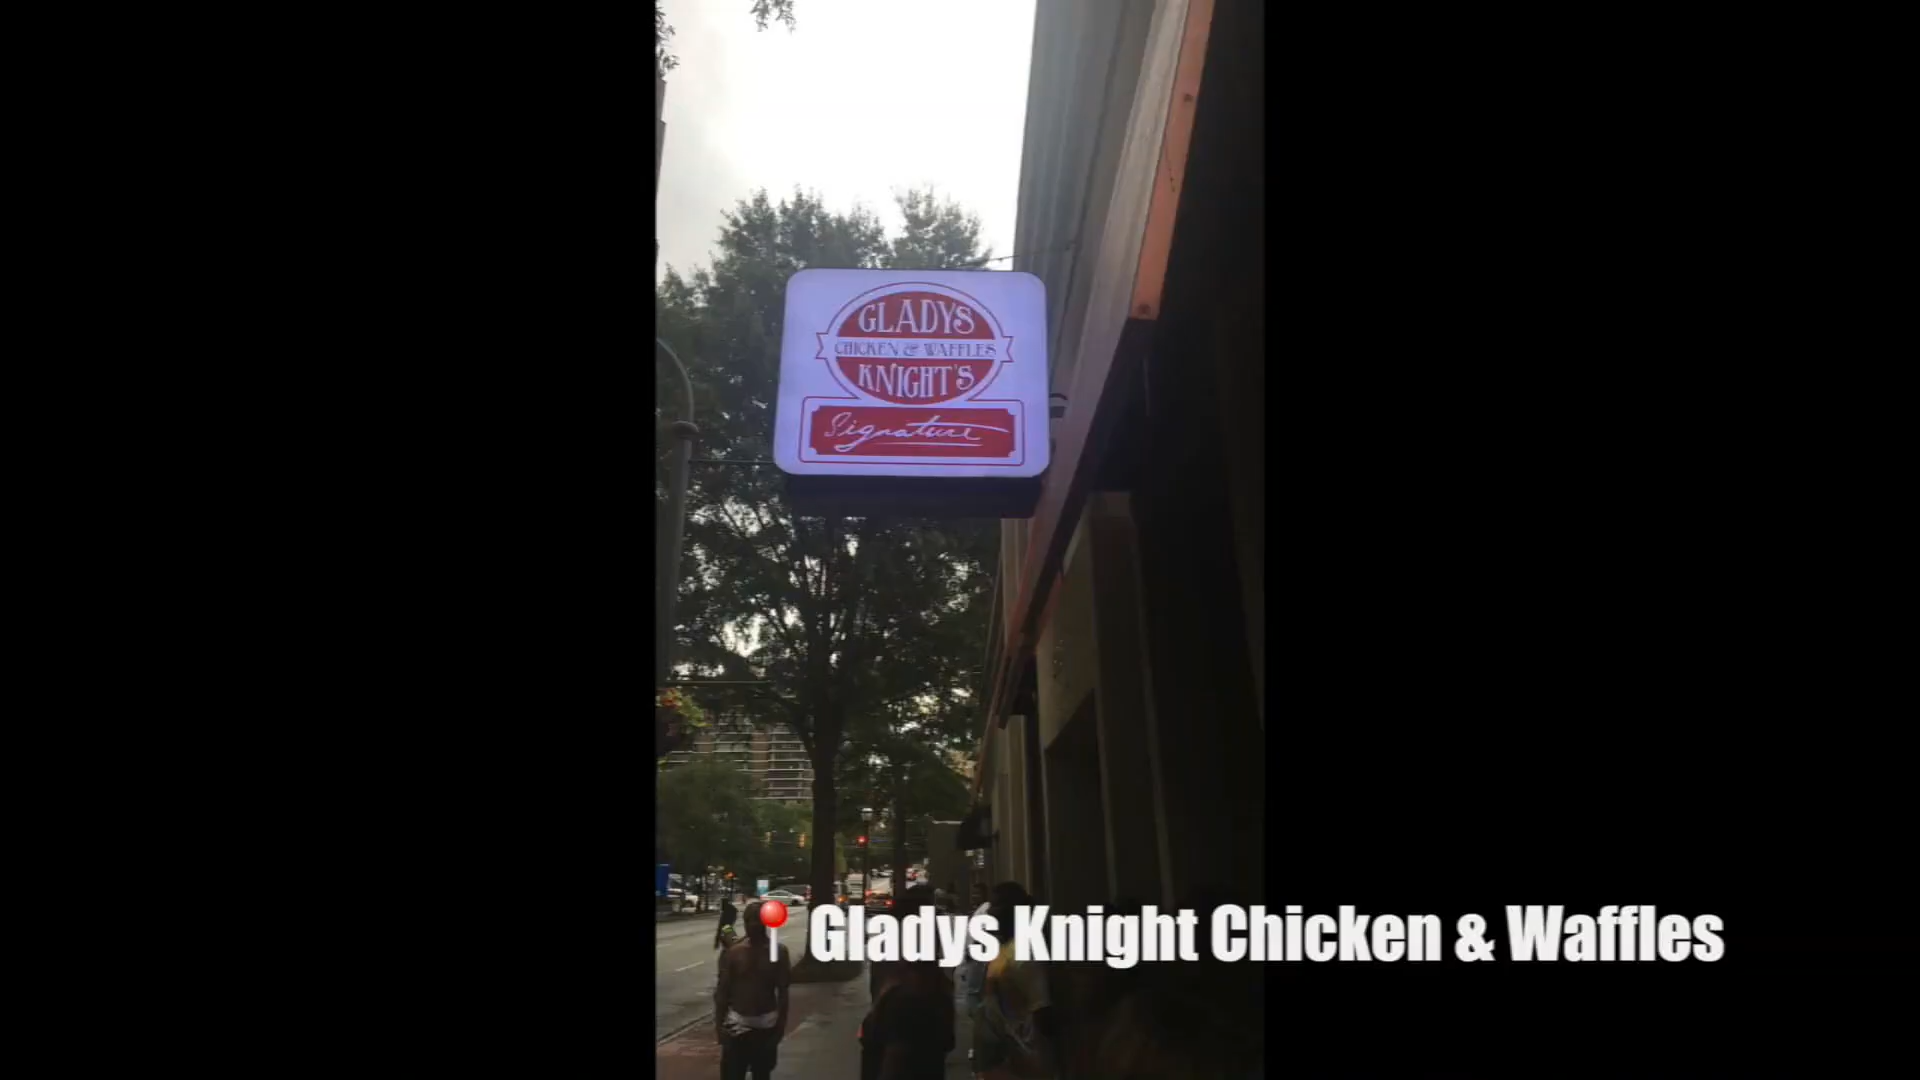 GLADYS
CHICKEN & WAFFLES
KNIGHT'S
Signature
Gladys Knight Chicken & Waffles